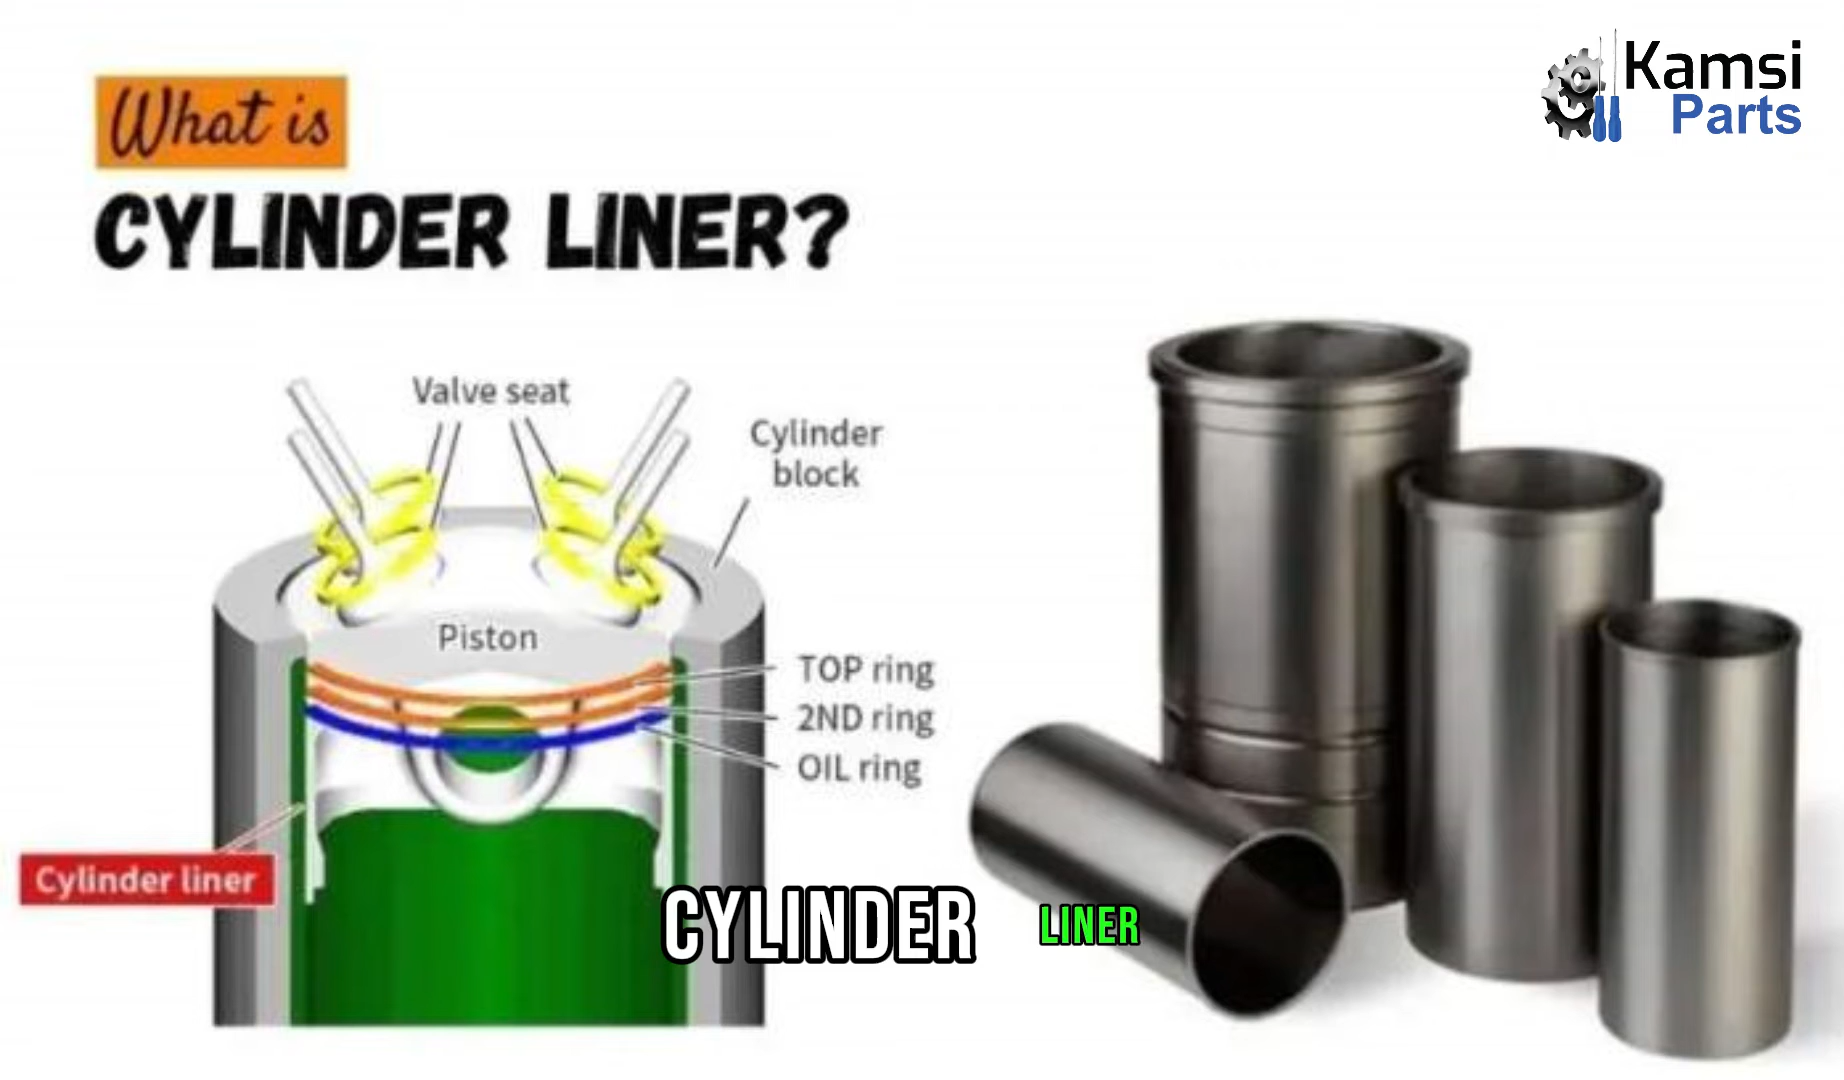 Kamsi
Parts
What is
CYLINDER LINER?
Valve seat
Cylinder
block
Piston
TOP ring
2ND ring
OIL ring
Cylinder liner
CYLINDER LINER